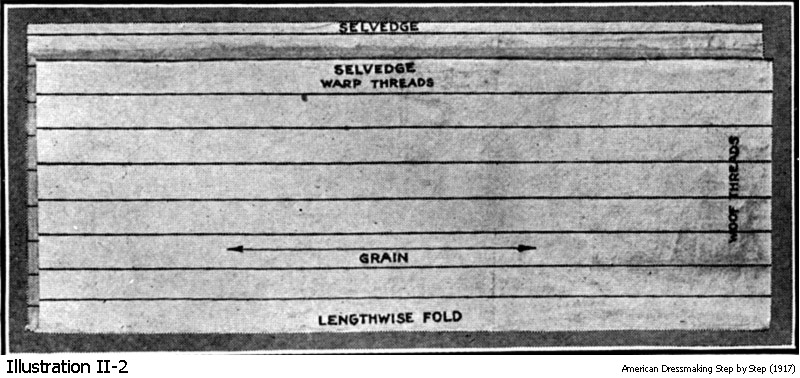 SELVEDGE
SELVEDGE
WARP THREADS
WOOF THREADS
GRAIN
LENGTHWISE FOLD
Illustration II-2
American Dressmaking Step by Step (1917)